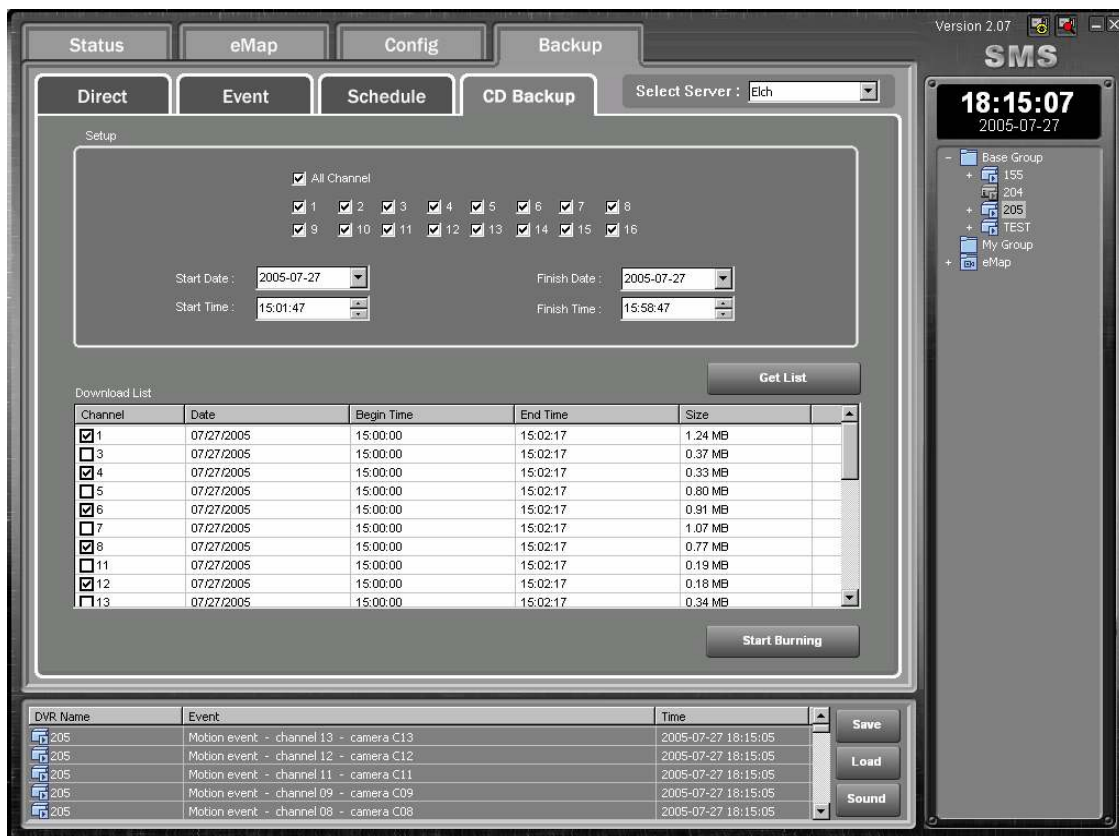 Version 2.07
SMS
Status eMap Config Backup
Direct Event Schedule CD Backup Select Server : Elch
18:15:07
2005-07-27
Base Group
155
204
205
TEST
My Group
eMap
Setup
All Channel
1 2 3 4 5 6 7 8
9 10 11 12 13 14 15 16
Start Date : 2005-07-27 Finish Date : 2005-07-27
Start Time : 15:01:47 Finish Time : 15:58:47
Get List
Download List
Channel Date Begin Time End Time Size
1 07/27/2005 15:00:00 15:02:17 1.24 MB
3 07/27/2005 15:00:00 15:02:17 0.37 MB
4 07/27/2005 15:00:00 15:02:17 0.33 MB
5 07/27/2005 15:00:00 15:02:17 0.80 MB
6 07/27/2005 15:00:00 15:02:17 0.91 MB
7 07/27/2005 15:00:00 15:02:17 1.07 MB
8 07/27/2005 15:00:00 15:02:17 0.77 MB
11 07/27/2005 15:00:00 15:02:17 0.19 MB
12 07/27/2005 15:00:00 15:02:17 0.18 MB
13 07/27/2005 15:00:00 15:02:17 0.34 MB
Start Burning
DVR Name Event Time
205 Motion event - channel 13 - camera C13 2005-07-27 18:15:05
205 Motion event - channel 12 - camera C12 2005-07-27 18:15:05
205 Motion event - channel 11 - camera C11 2005-07-27 18:15:05
205 Motion event - channel 09 - camera C09 2005-07-27 18:15:05
205 Motion event - channel 08 - camera C08 2005-07-27 18:15:05
Save
Load
Sound